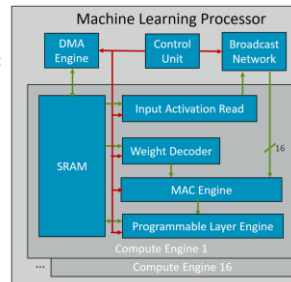 Machine Learning Processor
DMA
Engine
Control
Unit
Broadcast
Network
Input Activation Read
16
Weight Decoder
SRAM
MAC Engine
Programmable Layer Engine
Compute Engine 1
... Compute Engine 16